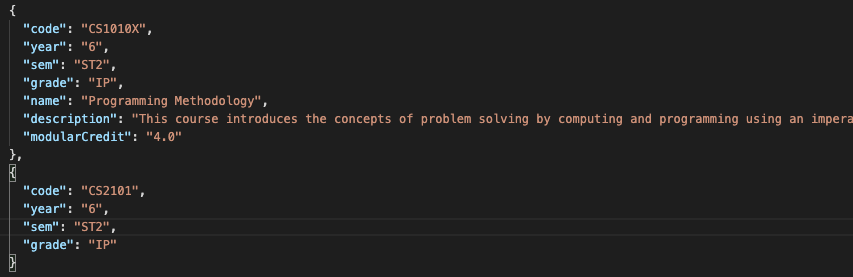 {
"code": "CS1010X",
"year": "6",
"sem": "ST2",
"grade": "IP",
"name": "Programming Methodology",
"description": "This course introduces the concepts of problem solving by computing and programming using an impera
"modularCredit": "4.0"
},
{
"code": "CS2101",
"year": "6",
"sem": "ST2",
"grade": "IP"
}